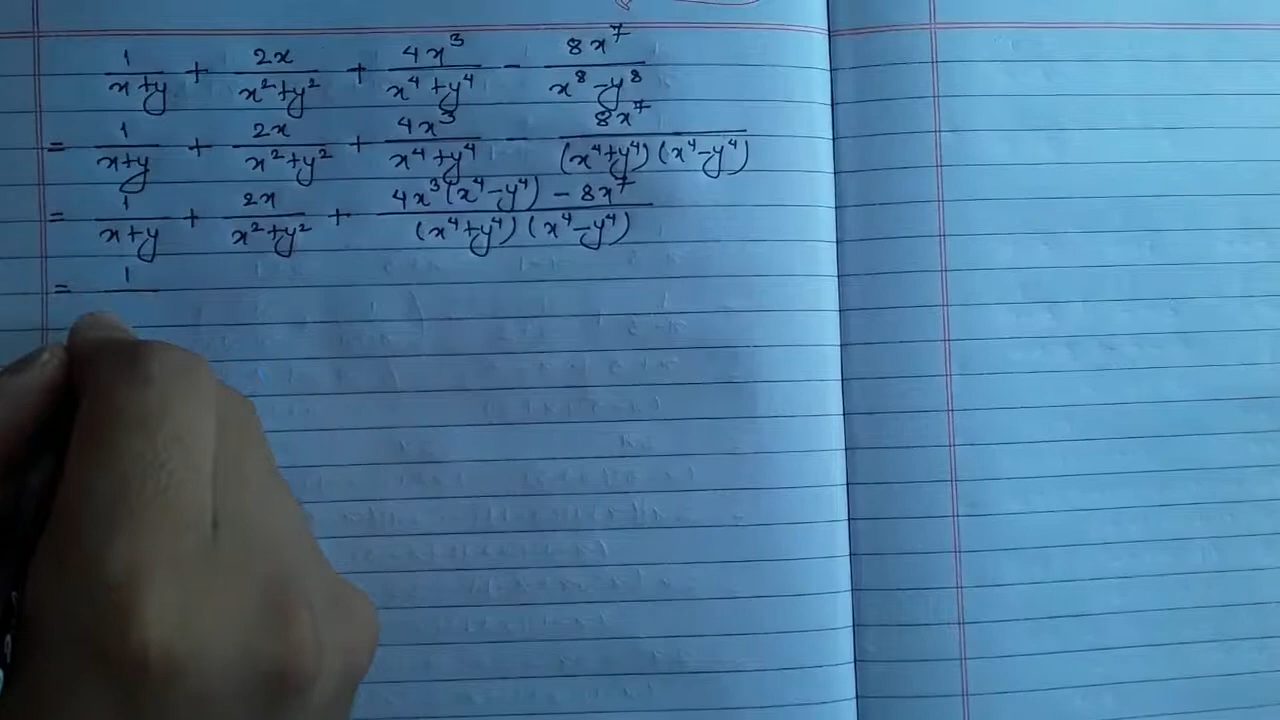 1/(x+y) + 2x/(x²+y²) + 4x³/(x⁴+y⁴) - 8x⁷/(x⁸-y⁸)
= 1/(x+y) + 2x/(x²+y²) + 4x³/(x⁴+y⁴) - 8x⁷/((x⁴+y⁴)(x⁴-y⁴))
= 1/(x+y) + 2x/(x²+y²) + (4x³(x⁴-y⁴) - 8x⁷)/((x⁴+y⁴)(x⁴-y⁴))
= 1/